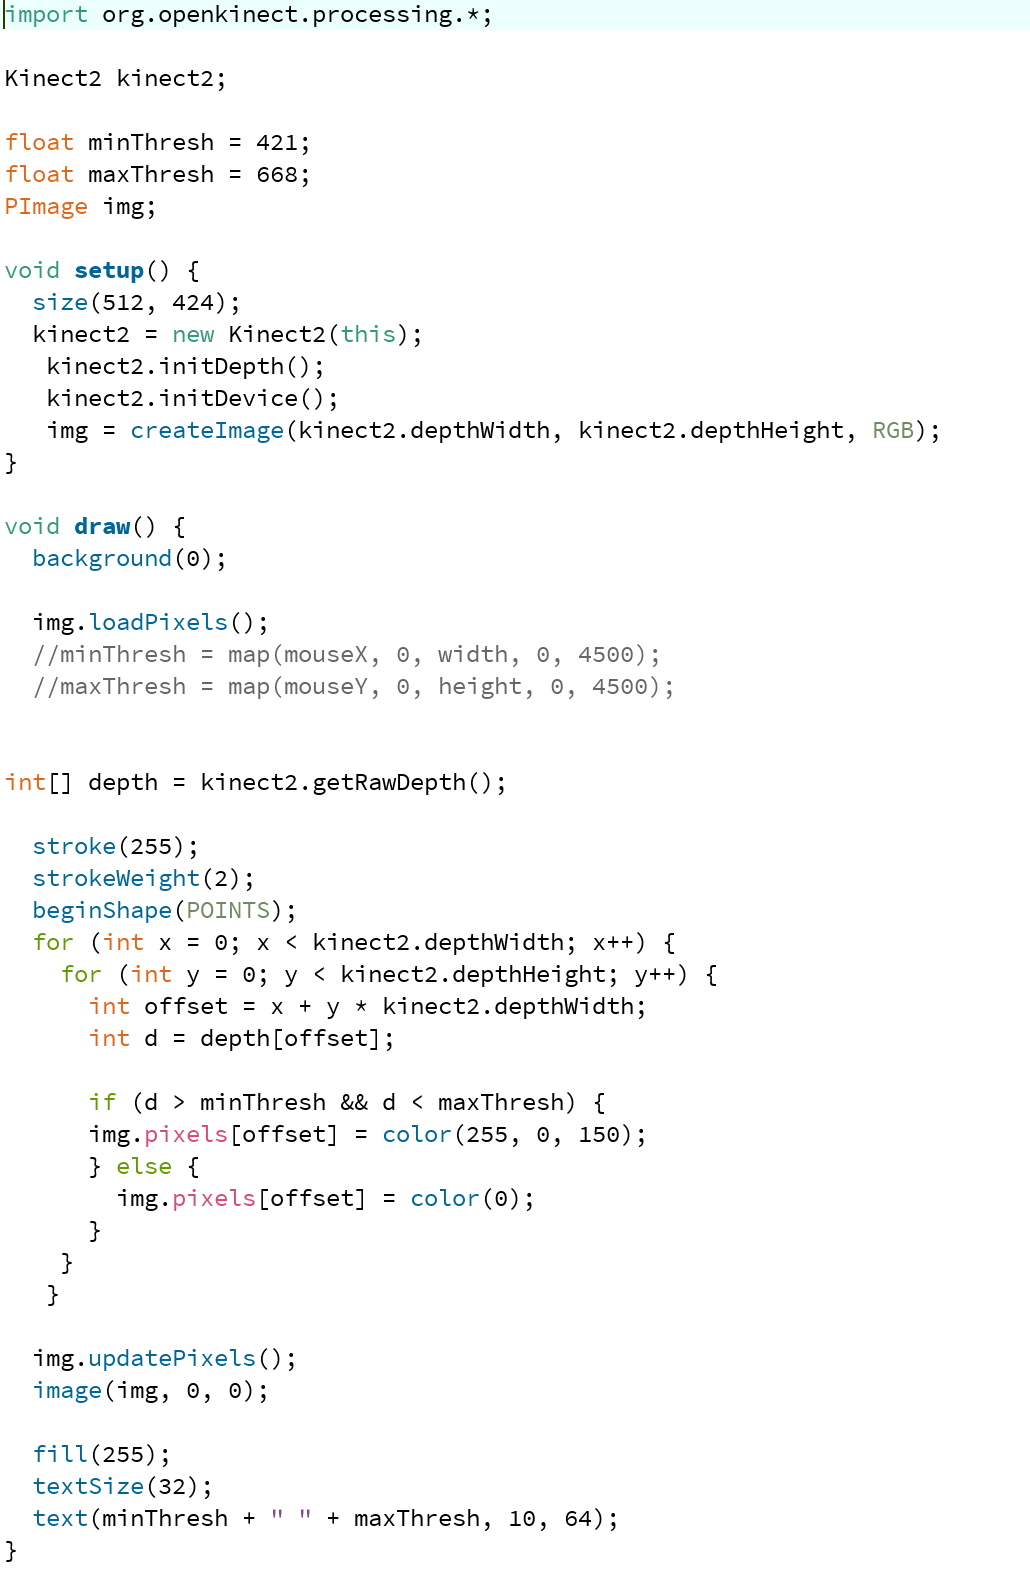 import org.openkinect.processing.*;

Kinect2 kinect2;

float minThresh = 421;
float maxThresh = 668;
PImage img;

void setup() {
  size(512, 424);
  kinect2 = new Kinect2(this);
   kinect2.initDepth();
   kinect2.initDevice();
   img = createImage(kinect2.depthWidth, kinect2.depthHeight, RGB);
}

void draw() {
  background(0);

  img.loadPixels();
  //minThresh = map(mouseX, 0, width, 0, 4500);
  //maxThresh = map(mouseY, 0, height, 0, 4500);


int[] depth = kinect2.getRawDepth();

  stroke(255);
  strokeWeight(2);
  beginShape(POINTS);
  for (int x = 0; x < kinect2.depthWidth; x++) {
    for (int y = 0; y < kinect2.depthHeight; y++) {
      int offset = x + y * kinect2.depthWidth;
      int d = depth[offset];

      if (d > minThresh && d < maxThresh) {
      img.pixels[offset] = color(255, 0, 150);
      } else {
        img.pixels[offset] = color(0);
      }
    }
   }

  img.updatePixels();
  image(img, 0, 0);

  fill(255);
  textSize(32);
  text(minThresh + " " + maxThresh, 10, 64);
}